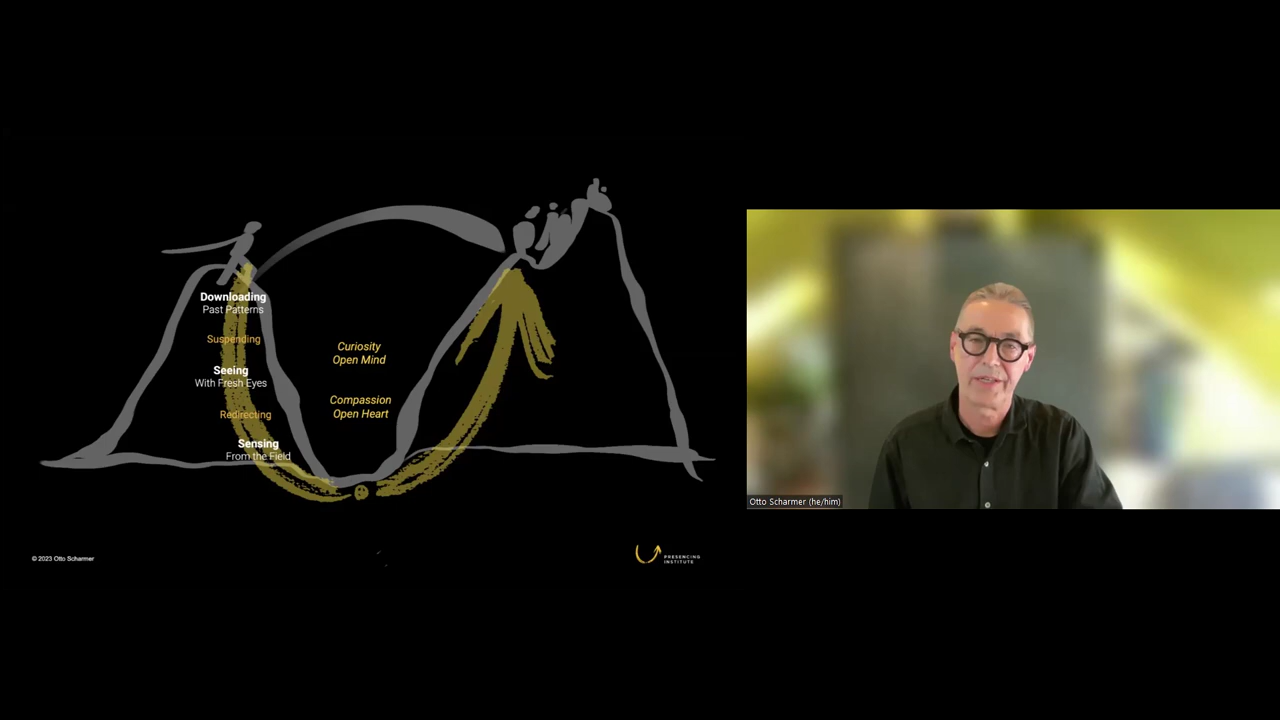 Downloading
Past Patterns
Suspending
Seeing
With Fresh Eyes
Redirecting
Sensing
From the Field
Curiosity
Open Mind
Compassion
Open Heart
© 2023 Otto Scharmer
PRESENCING
INSTITUTE
Otto Scharmer (he/him)